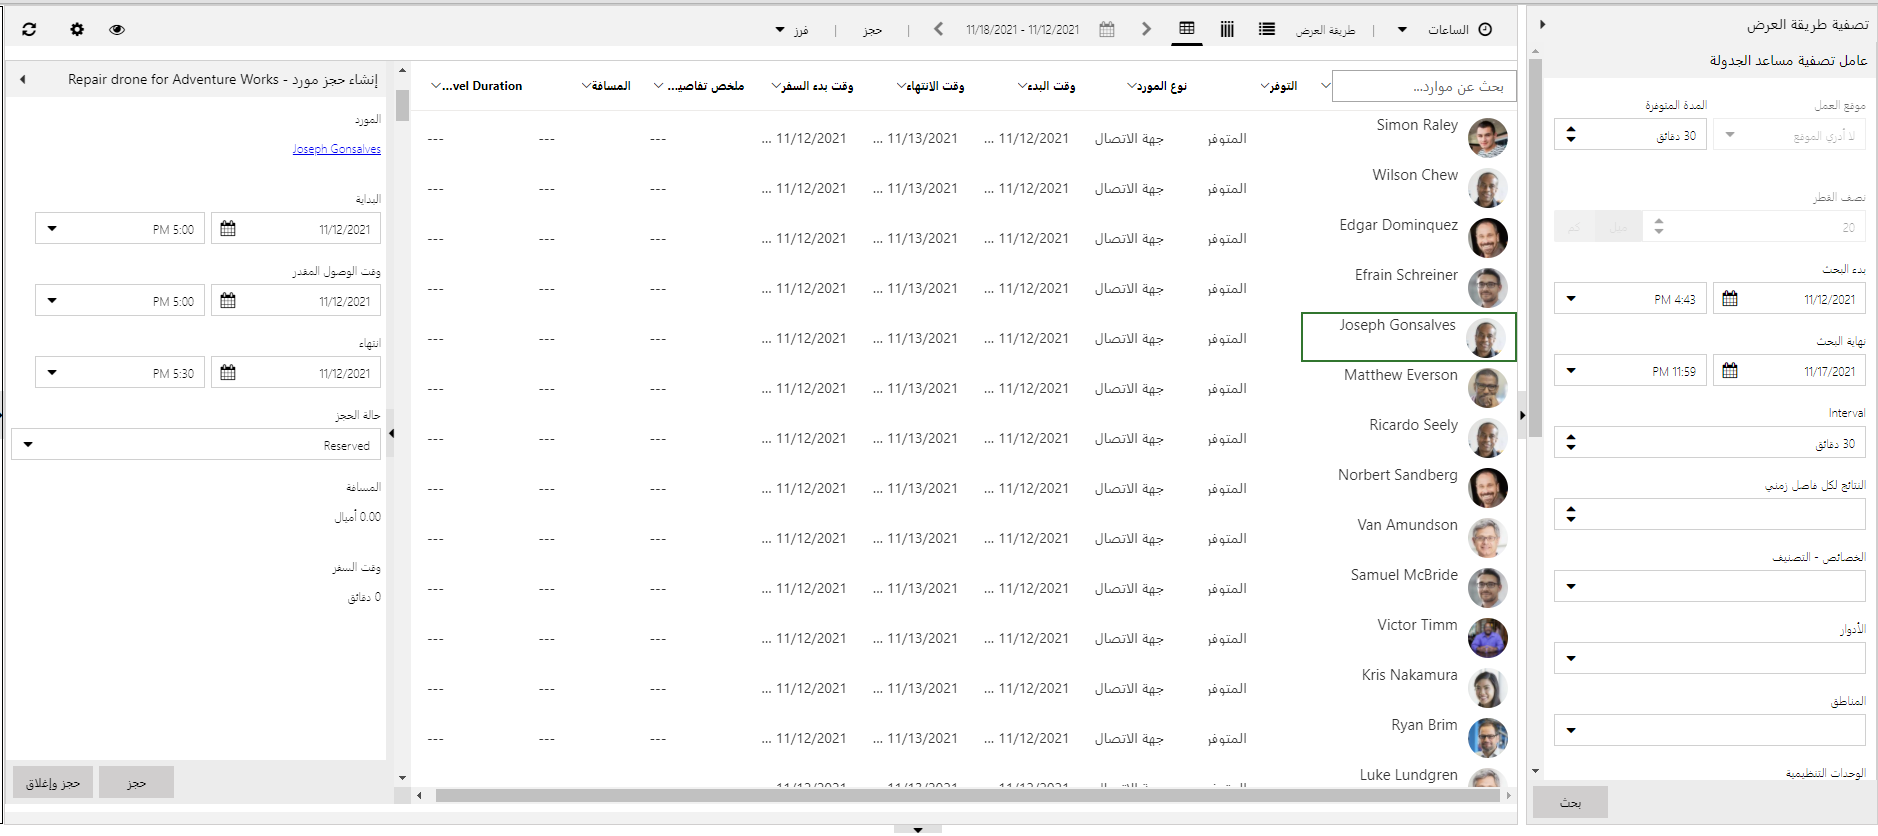 تصفية طريقة العرض
عامل تصفية مساعد الجدولة
موقع العمل
لا أدري الموقع
المدة المتوفرة
30 دقائق
نصف القطر
20
ميل
كم
بدء البحث
11/12/2021
4:43 PM
نهاية البحث
11/17/2021
11:59 PM
Interval
30 دقائق
النتائج لكل فاصل زمني
الخصائص - التصنيف
الأدوار
المناطق
الوحدات التنظيمية
بحث
الساعات
|
طريقة العرض
11/12/2021 - 11/18/2021
|
حجز
|
فرز
بحث عن موارد...
التوفر
نوع المورد
وقت البدء
وقت الانتهاء
وقت بدء السفر
ملخص تفاصيـ...
المسافة
...vel Duration
Simon Raley
المتوفر جهة الاتصال 11/12/2021 ... 11/13/2021 ... 11/12/2021 ... --- --- ---
Wilson Chew
المتوفر جهة الاتصال 11/12/2021 ... 11/13/2021 ... 11/12/2021 ... --- --- ---
Edgar Dominquez
المتوفر جهة الاتصال 11/12/2021 ... 11/13/2021 ... 11/12/2021 ... --- --- ---
Efrain Schreiner
المتوفر جهة الاتصال 11/12/2021 ... 11/13/2021 ... 11/12/2021 ... --- --- ---
Joseph Gonsalves
المتوفر جهة الاتصال 11/12/2021 ... 11/13/2021 ... 11/12/2021 ... --- --- ---
Matthew Everson
المتوفر جهة الاتصال 11/12/2021 ... 11/13/2021 ... 11/12/2021 ... --- --- ---
Ricardo Seely
المتوفر جهة الاتصال 11/12/2021 ... 11/13/2021 ... 11/12/2021 ... --- --- ---
Norbert Sandberg
المتوفر جهة الاتصال 11/12/2021 ... 11/13/2021 ... 11/12/2021 ... --- --- ---
Van Amundson
المتوفر جهة الاتصال 11/12/2021 ... 11/13/2021 ... 11/12/2021 ... --- --- ---
Samuel McBride
المتوفر جهة الاتصال 11/12/2021 ... 11/13/2021 ... 11/12/2021 ... --- --- ---
Victor Timm
المتوفر جهة الاتصال 11/12/2021 ... 11/13/2021 ... 11/12/2021 ... --- --- ---
Kris Nakamura
المتوفر جهة الاتصال 11/12/2021 ... 11/13/2021 ... 11/12/2021 ... --- --- ---
Ryan Brim
المتوفر جهة الاتصال 11/12/2021 ... 11/13/2021 ... 11/12/2021 ... --- --- ---
Luke Lundgren
إنشاء حجز مورد - Repair drone for Adventure Works
المورد
Joseph Gonsalves
البداية
11/12/2021
5:00 PM
وقت الوصول المقدر
11/12/2021
5:00 PM
انتهاء
11/12/2021
5:30 PM
حالة الحجز
Reserved
المسافة
0.00 أميال
وقت السفر
0 دقائق
حجز
حجز وإغلاق